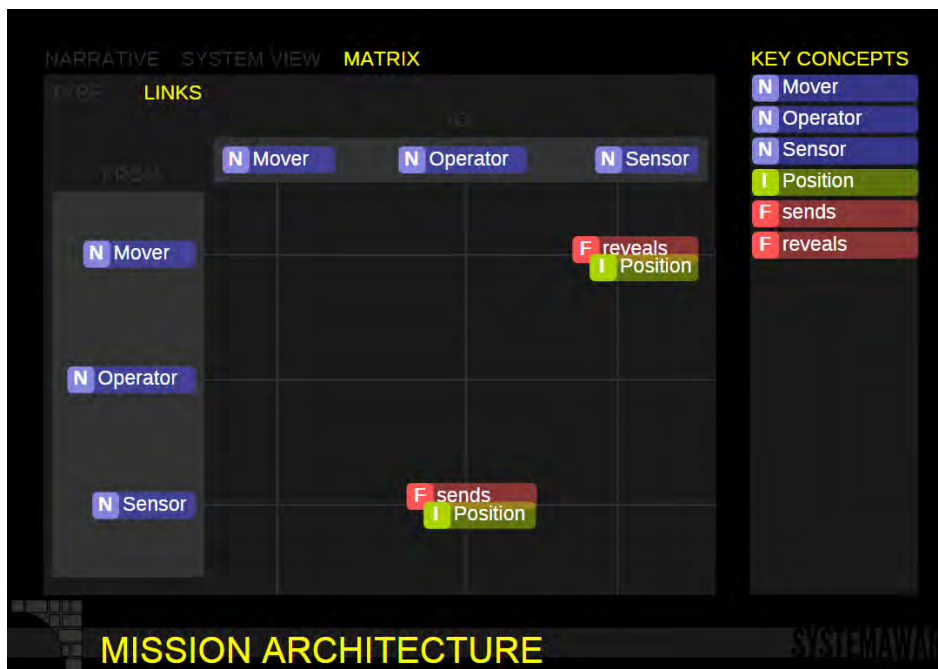 NARRATIVE SYSTEM VIEW MATRIX
KEY CONCEPTS
TYPE LINKS
TO
FROM
N Mover N Operator N Sensor
N Mover
F reveals
I Position
N Operator
N Sensor
F sends
I Position
N Mover
N Operator
N Sensor
I Position
F sends
F reveals
MISSION ARCHITECTURE
SYSTEMAWAR